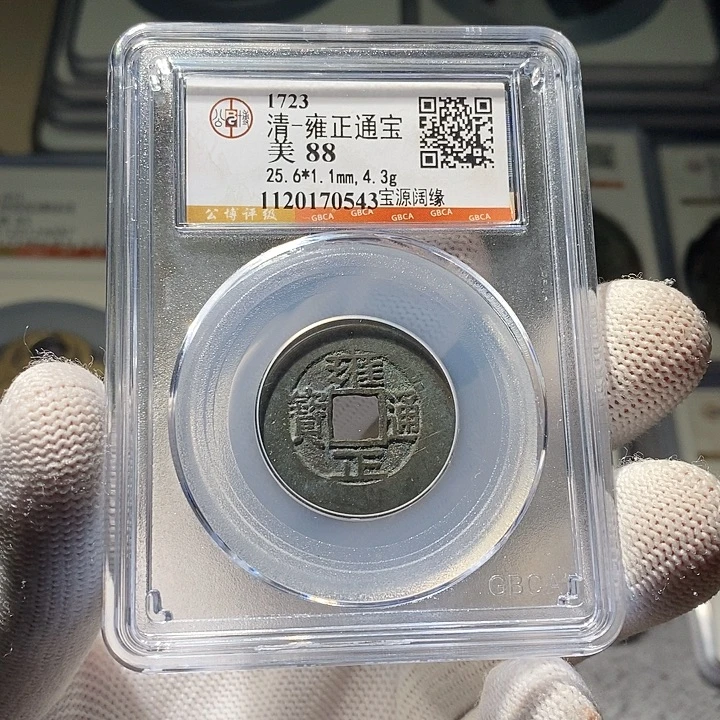 公博
1723
清-雍正通宝
美 88
25.6*1.1mm,4.3g
1120170543宝源阔缘
公博评级 GBCA GBCA GBCA GBCA GBCA
雍
寶 通
正
GBCA